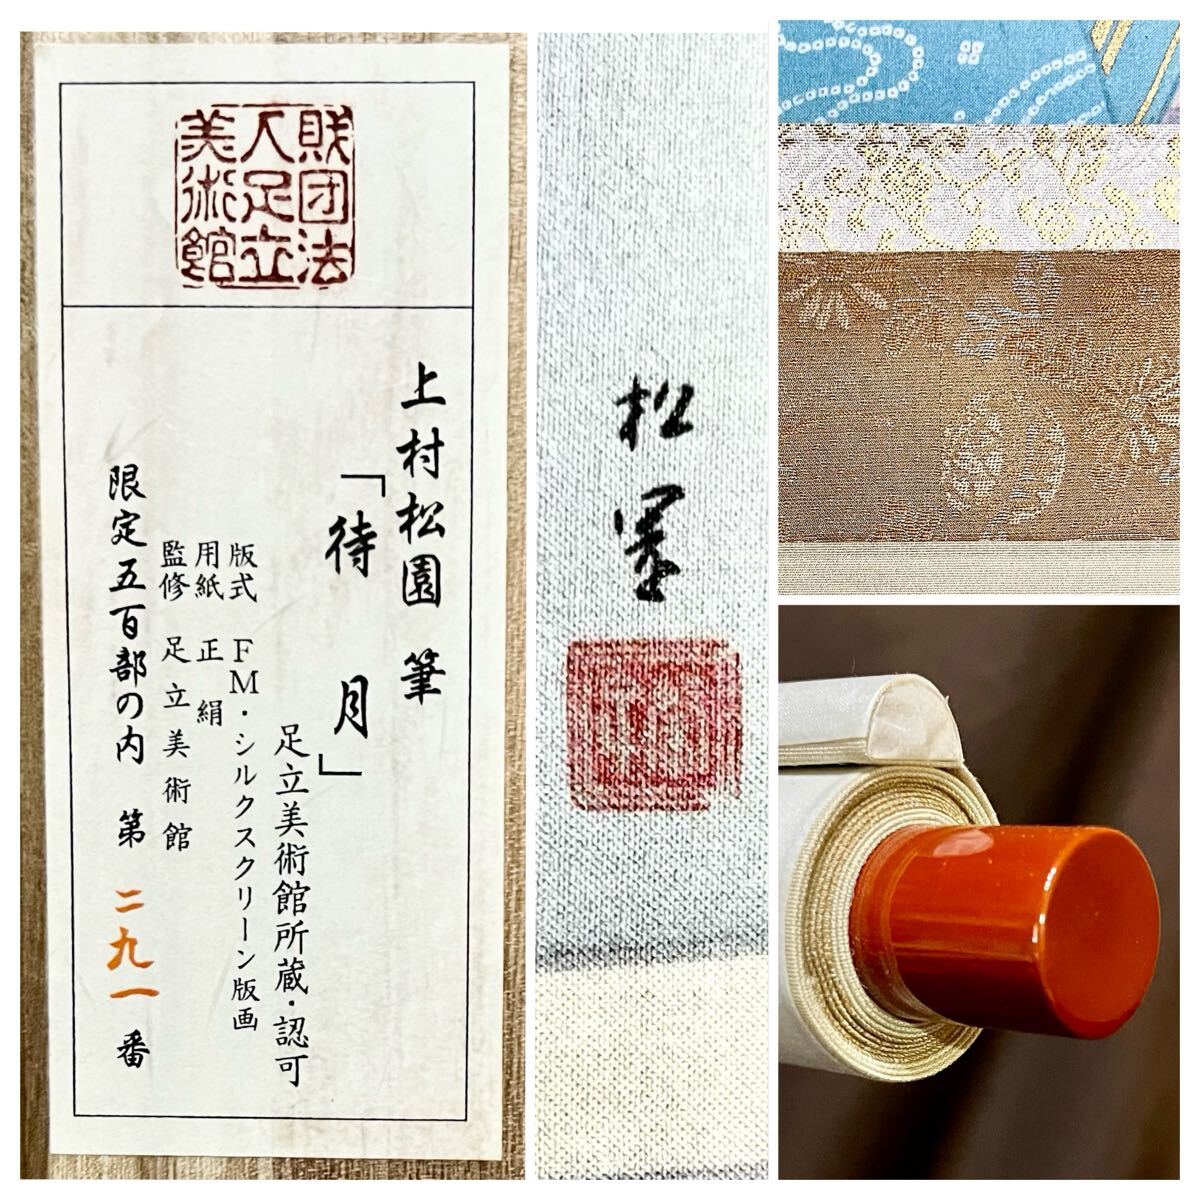 財団法
人足立
美術館
上村松園 筆
「待 月」
足立美術館所蔵・認可
版式 FM・シルクスクリーン版画
用紙 正絹
監修 足立美術館
限定五百部の内 第 二九一 番
松園